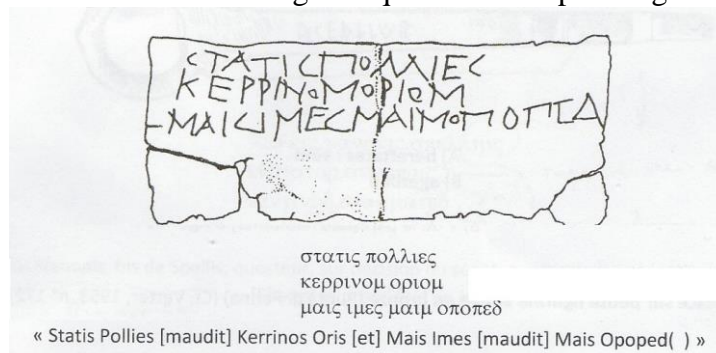 ϹΤΑΤΙϹΠΟΛΛΙΕϹ
ΚΕΡΡΙΝΟΜΟΡΙΟΜ
ΜΑΙϹΙΜΕϹΜΑΙΜΟΠΟΠΕΔ
στατις πολλιες
κερρινομ οριομ
μαις ιμες μαιμ οποπεδ
« Statis Pollies [maudit] Kerrinos Oris [et] Mais Imes [maudit] Mais Opoped( ) »